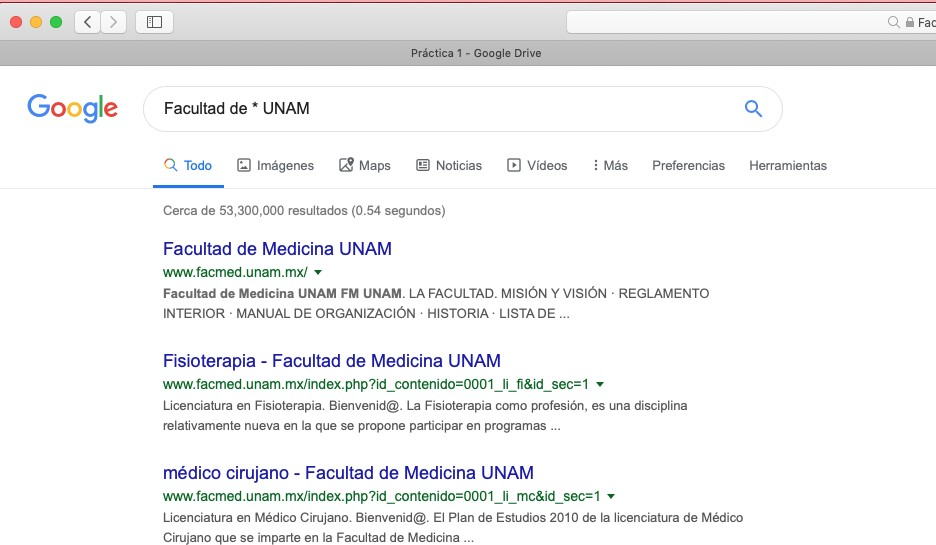 Fac
Práctica 1 - Google Drive
Google
Facultad de * UNAM
Todo Imágenes Maps Noticias Vídeos Más Preferencias Herramientas
Cerca de 53,300,000 resultados (0.54 segundos)
Facultad de Medicina UNAM
www.facmed.unam.mx/
Facultad de Medicina UNAM FM UNAM. LA FACULTAD. MISIÓN Y VISIÓN · REGLAMENTO
INTERIOR · MANUAL DE ORGANIZACIÓN · HISTORIA · LISTA DE ...
Fisioterapia - Facultad de Medicina UNAM
www.facmed.unam.mx/index.php?id_contenido=0001_li_fi&id_sec=1
Licenciatura en Fisioterapia. Bienvenid@. La Fisioterapia como profesión, es una disciplina
relativamente nueva en la que se propone participar en programas ...
médico cirujano - Facultad de Medicina UNAM
www.facmed.unam.mx/index.php?id_contenido=0001_li_mc&id_sec=1
Licenciatura en Médico Cirujano. Bienvenid@. El Plan de Estudios 2010 de la licenciatura de Médico
Cirujano que se imparte en la Facultad de Medicina ...